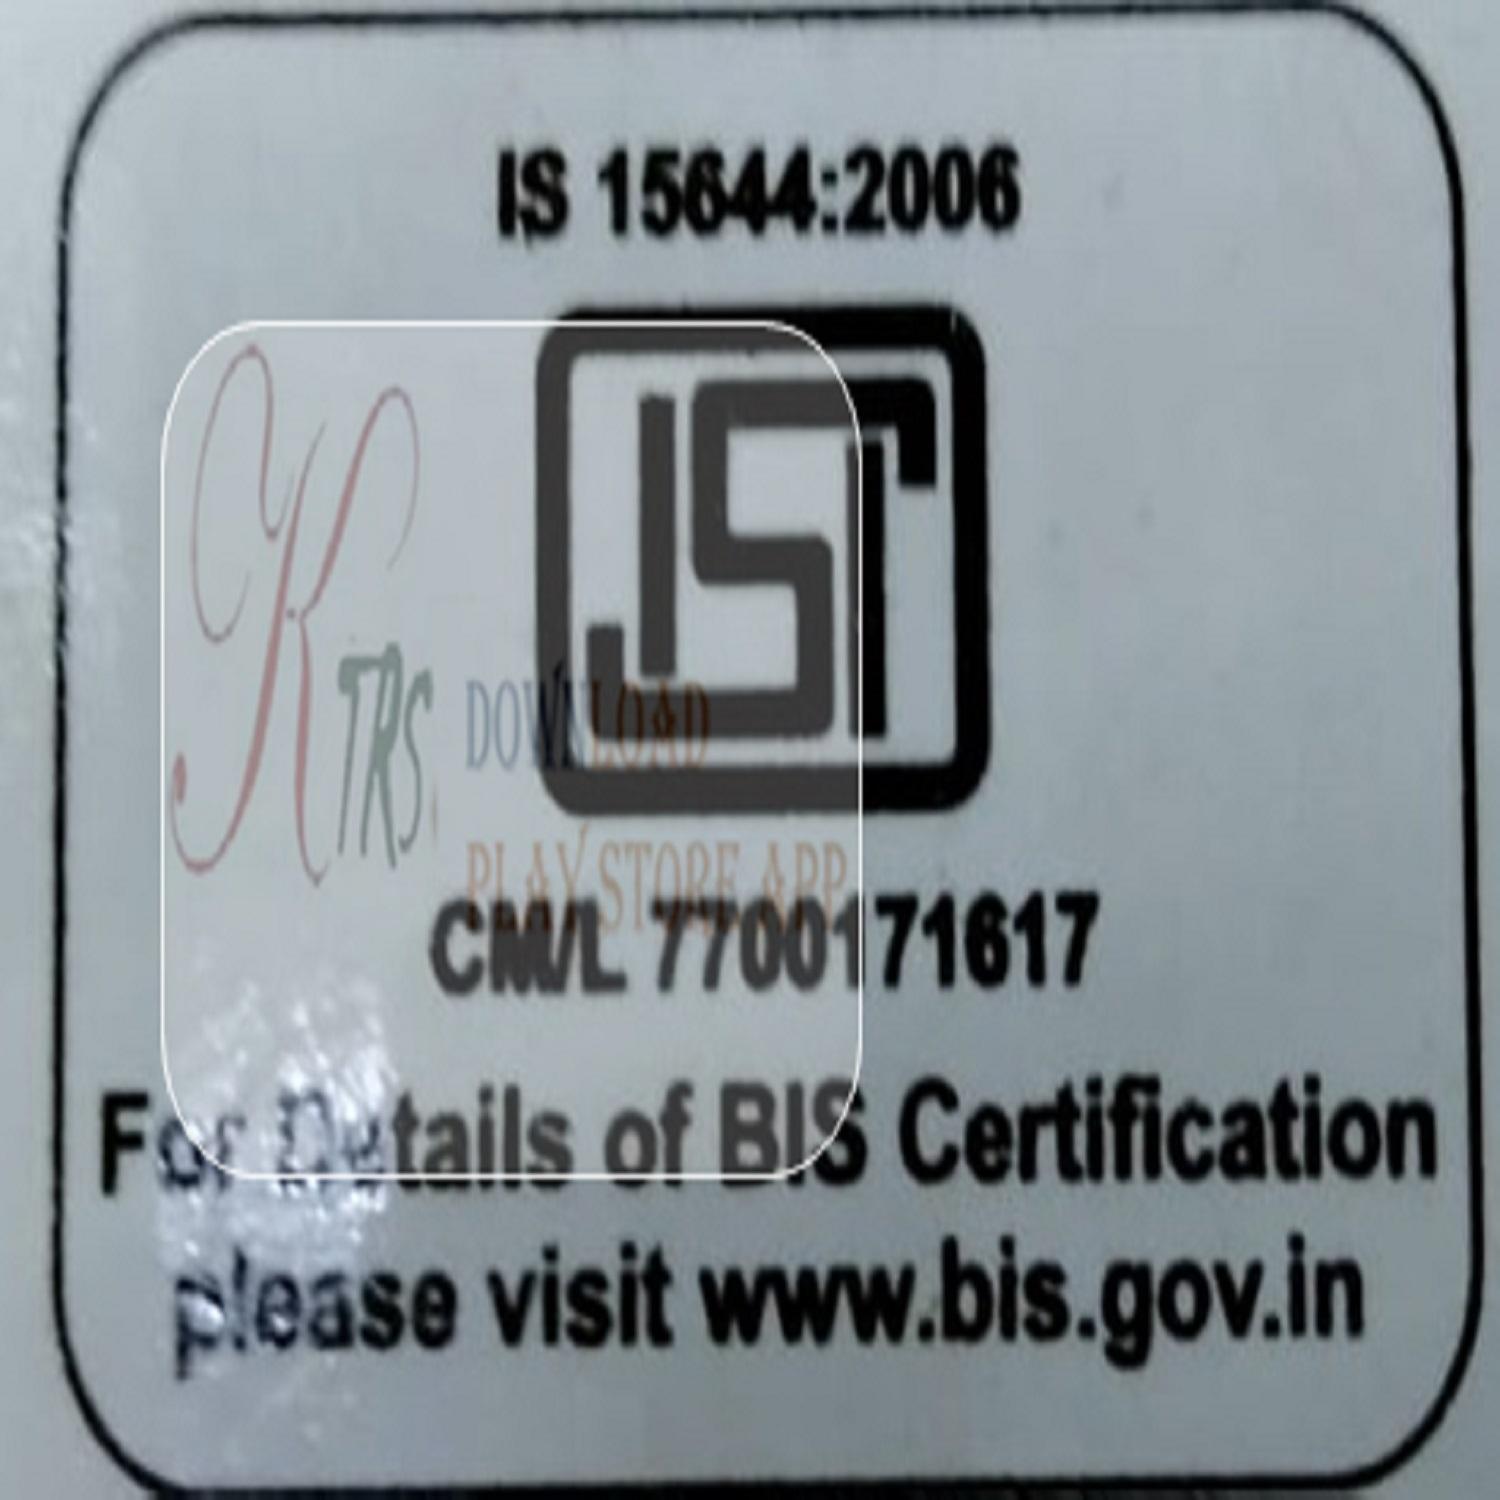 IS 15644:2006
ISI
K TRS
DOWNLOAD
PLAY STORE APP
CM/L 7700171617
For Details of BIS Certification
please visit www.bis.gov.in